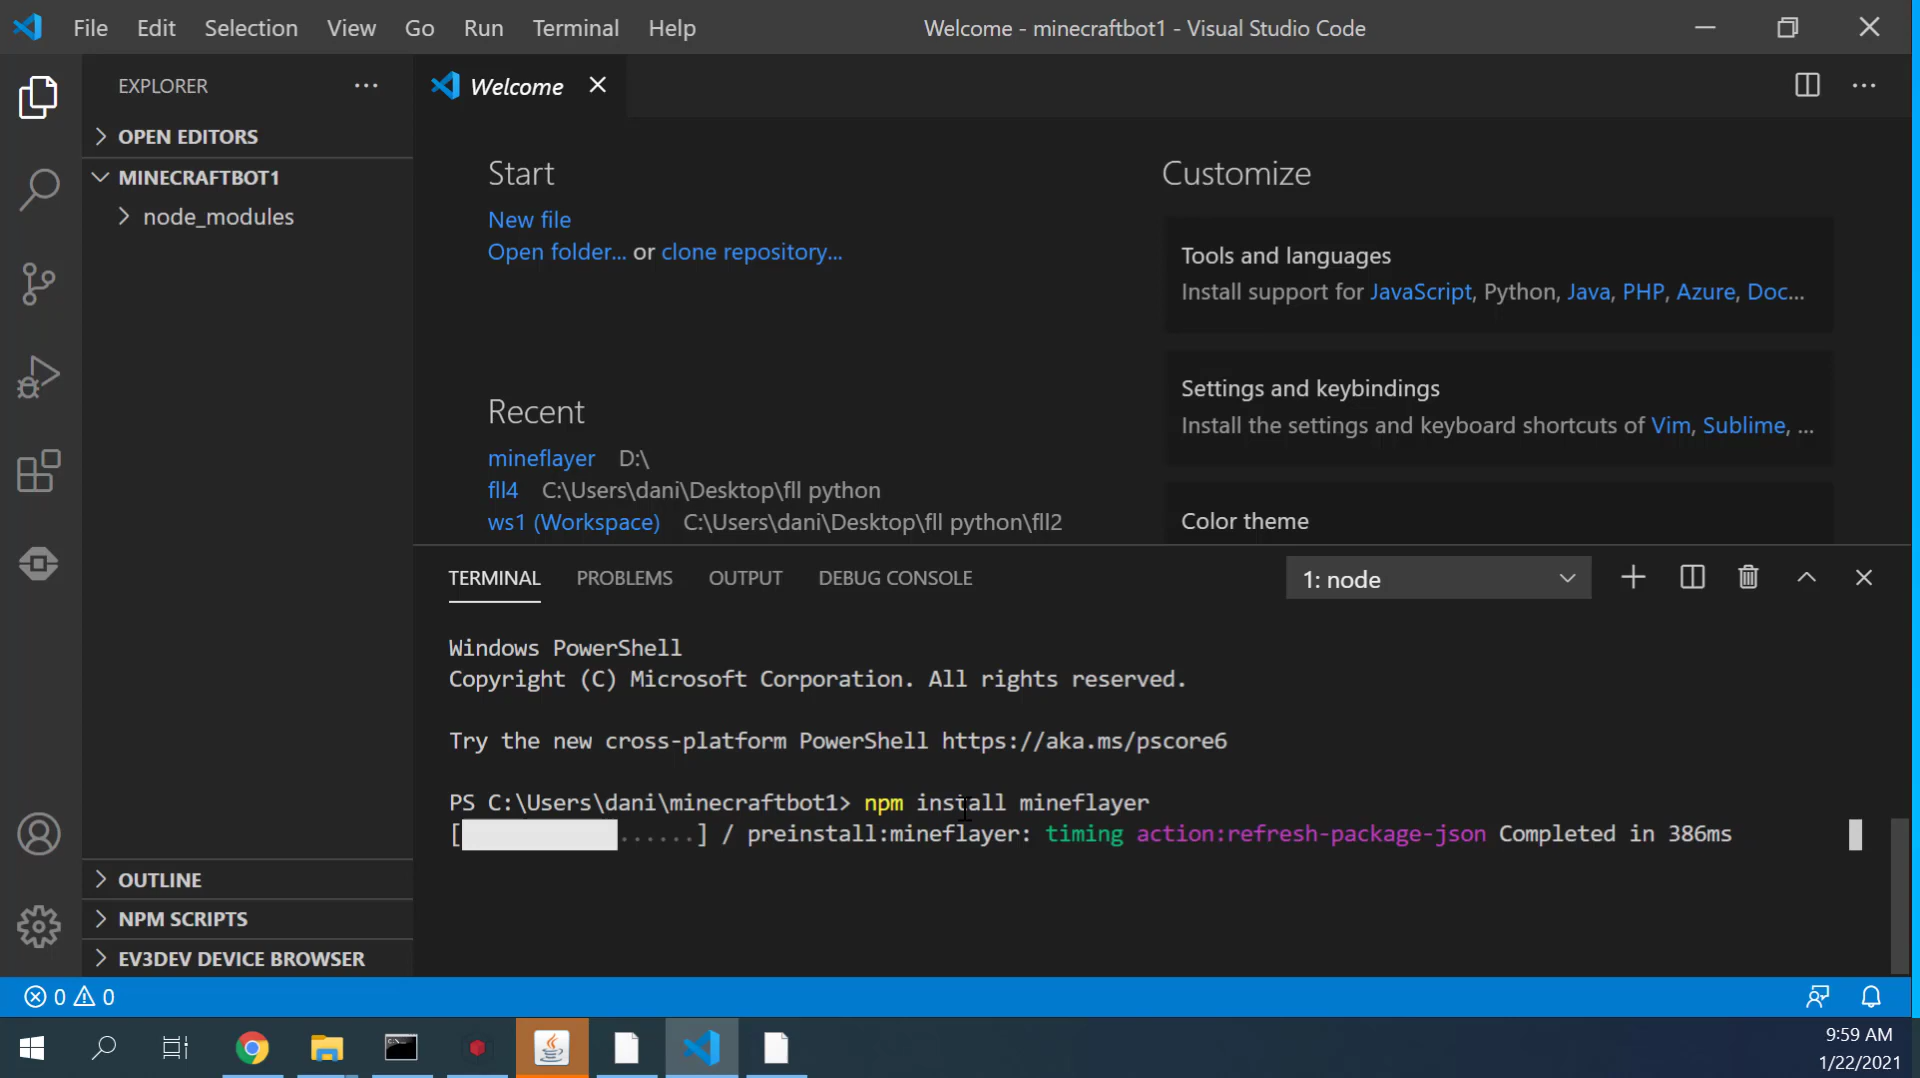 File Edit Selection View Go Run Terminal Help Welcome - minecraftbot1 - Visual Studio Code
EXPLORER
Welcome
OPEN EDITORS
MINECRAFTBOT1
node_modules
OUTLINE
NPM SCRIPTS
EV3DEV DEVICE BROWSER
Start
New file
Open folder... or clone repository...
Recent
mineflayer D:\
fll4 C:\Users\dani\Desktop\fll python
ws1 (Workspace) C:\Users\dani\Desktop\fll python\fll2
Customize
Tools and languages
Install support for JavaScript, Python, Java, PHP, Azure, Doc...
Settings and keybindings
Install the settings and keyboard shortcuts of Vim, Sublime, ...
Color theme
TERMINAL PROBLEMS OUTPUT DEBUG CONSOLE 1: node
Windows PowerShell
Copyright (C) Microsoft Corporation. All rights reserved.
Try the new cross-platform PowerShell https://aka.ms/pscore6
PS C:\Users\dani\minecraftbot1> npm install mineflayer
[ ......] / preinstall:mineflayer: timing action:refresh-package-json Completed in 386ms
0 0
9:59 AM
1/22/2021